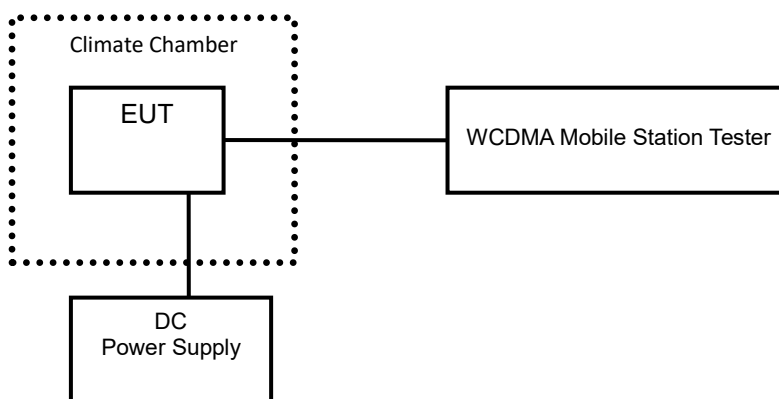 Climate Chamber
EUT
WCDMA Mobile Station Tester
DC
Power Supply